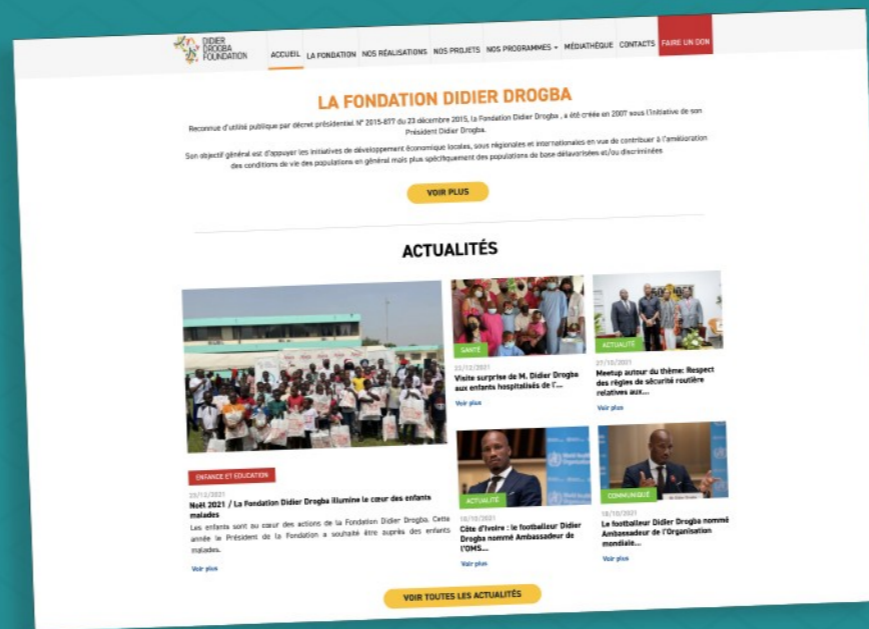 DIDIER
DROGBA
FOUNDATION
ACCUEIL LA FONDATION NOS RÉALISATIONS NOS PROJETS NOS PROGRAMMES MÉDIATHÈQUE CONTACTS FAIRE UN DON
LA FONDATION DIDIER DROGBA
Reconnue d'utilité publique par décret présidentiel N° 2015-877 du 23 décembre 2015, la Fondation Didier Drogba , a été créée en 2007 sous l'Initiative de son
Président Didier Drogba.
Son objectif général est d'appuyer les initiatives de développement économique locales, sous régionales et internationales en vue de contribuer à l'amélioration
des conditions de vie des populations en général mais plus spécifiquement des populations de base défavorisées et/ou discriminées
VOIR PLUS
ACTUALITÉS
ENFANCE ET EDUCATION
23/12/2021
Noël 2021 / La Fondation Didier Drogba illumine le cœur des enfants
malades
Les enfants sont au cœur des actions de la Fondation Didier Drogba. Cette
année le Président de la Fondation a souhaité être auprès des enfants
malades.
Voir plus
SANTÉ
23/12/2021
Visite surprise de M. Didier Drogba
aux enfants hospitalisés de l'...
Voir plus
ACTUALITÉ
27/10/2021
Meetup autour du thème: Respect
des règles de sécurité routière
relatives aux...
Voir plus
World Health
Organization
ACTUALITÉ
18/10/2021
Côte d'Ivoire : le footballeur Didier
Drogba nommé Ambassadeur de
l'OMS...
Voir plus
COMMUNIQUÉ
18/10/2021
Le footballeur Didier Drogba nommé
Ambassadeur de l'Organisation
mondiale...
Voir plus
VOIR TOUTES LES ACTUALITÉS